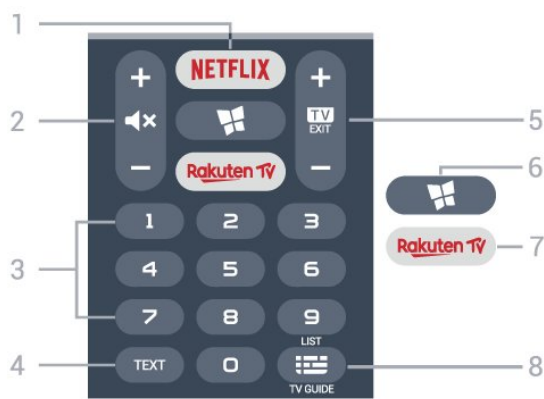 1
NETFLIX
+ +
2
TV
EXIT
5
6
− −
Rakuten TV
1 2 3
Rakuten TV
7
3
4 5 6
7 8 9
LIST
4
TEXT 0
8
TV GUIDE